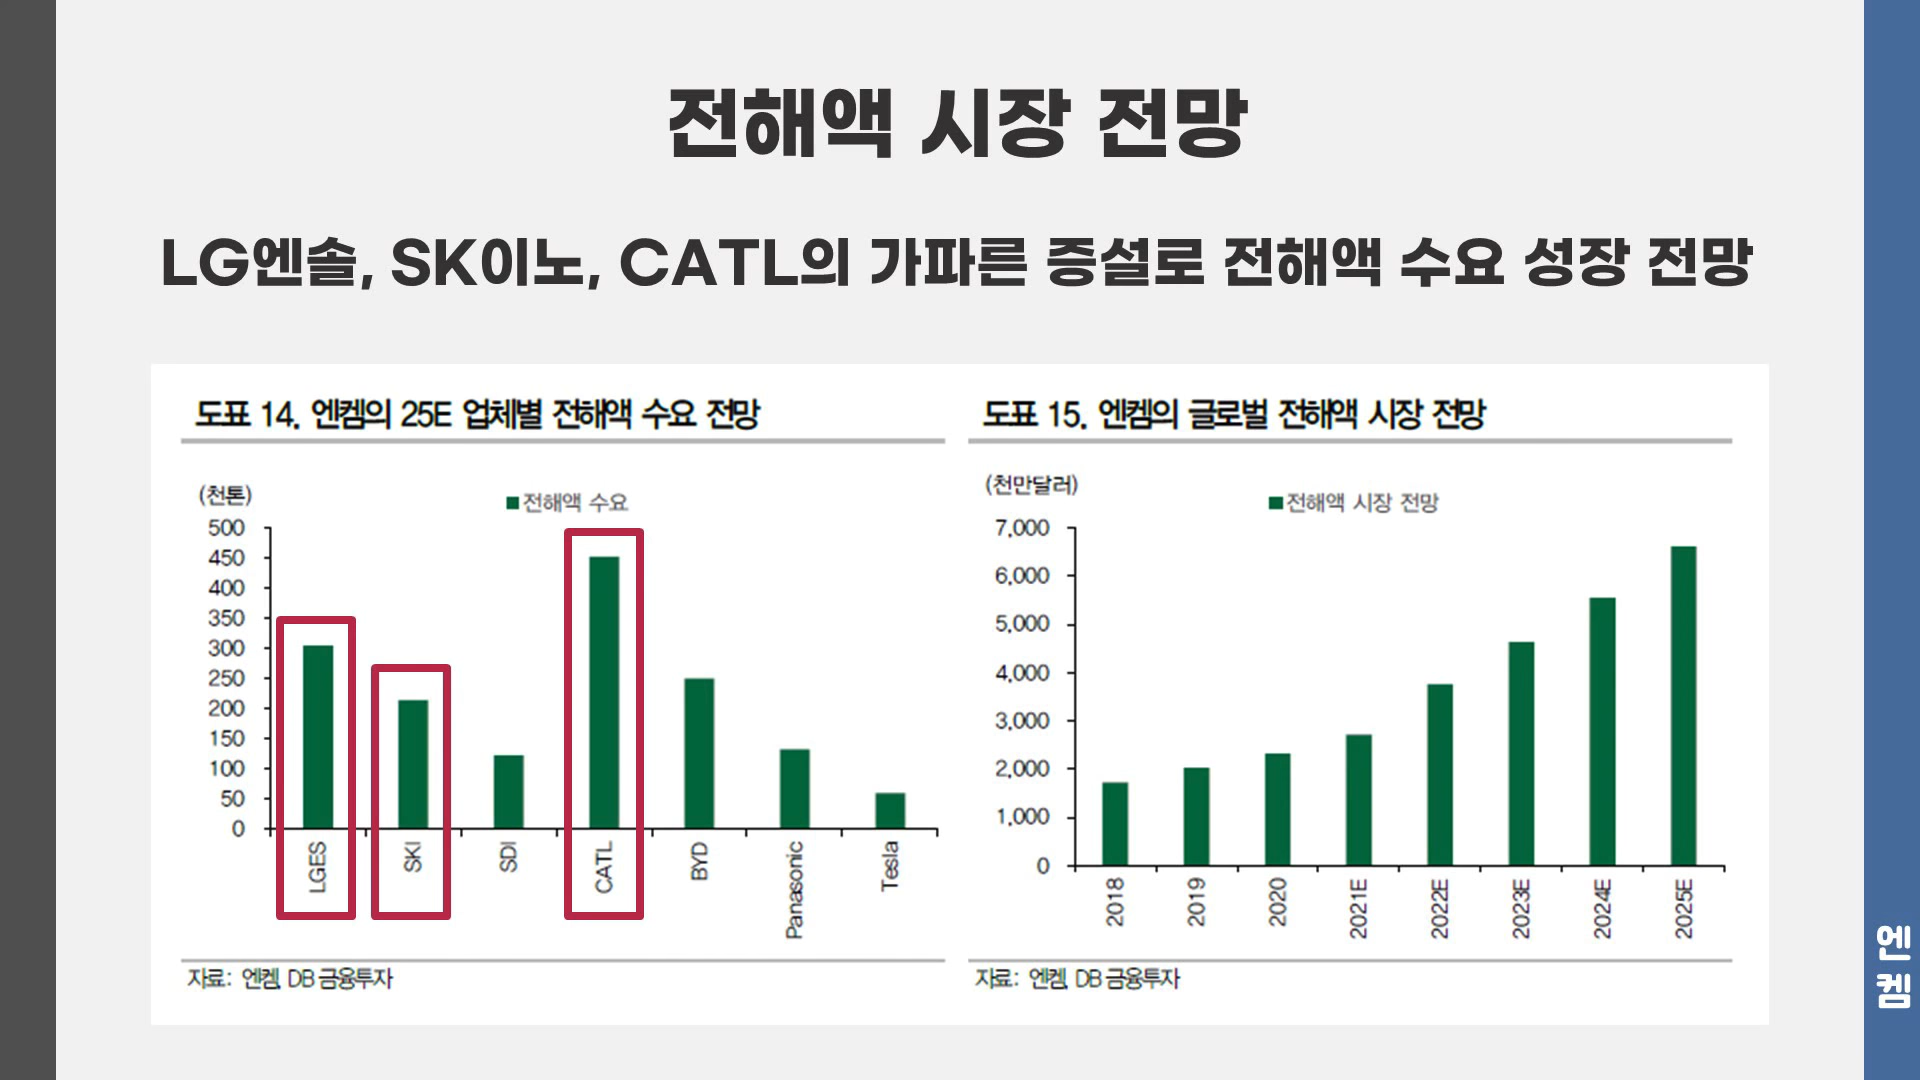 전해액 시장 전망
LG엔솔, SK이노, CATL의 가파른 증설로 전해액 수요 성장 전망
도표 14. 엔켐의 25E 업체별 전해액 수요 전망
(천톤)
전해액 수요
500
450
400
350
300
250
200
150
100
50
0
LGES
SKI
SDI
CATL
BYD
Panasonic
Tesla
자료: 엔켐, DB금융투자
도표 15. 엔켐의 글로벌 전해액 시장 전망
(천만달러)
전해액 시장 전망
7,000
6,000
5,000
4,000
3,000
2,000
1,000
0
2018
2019
2020
2021E
2022E
2023E
2024E
2025E
자료: 엔켐, DB금융투자
엔켐